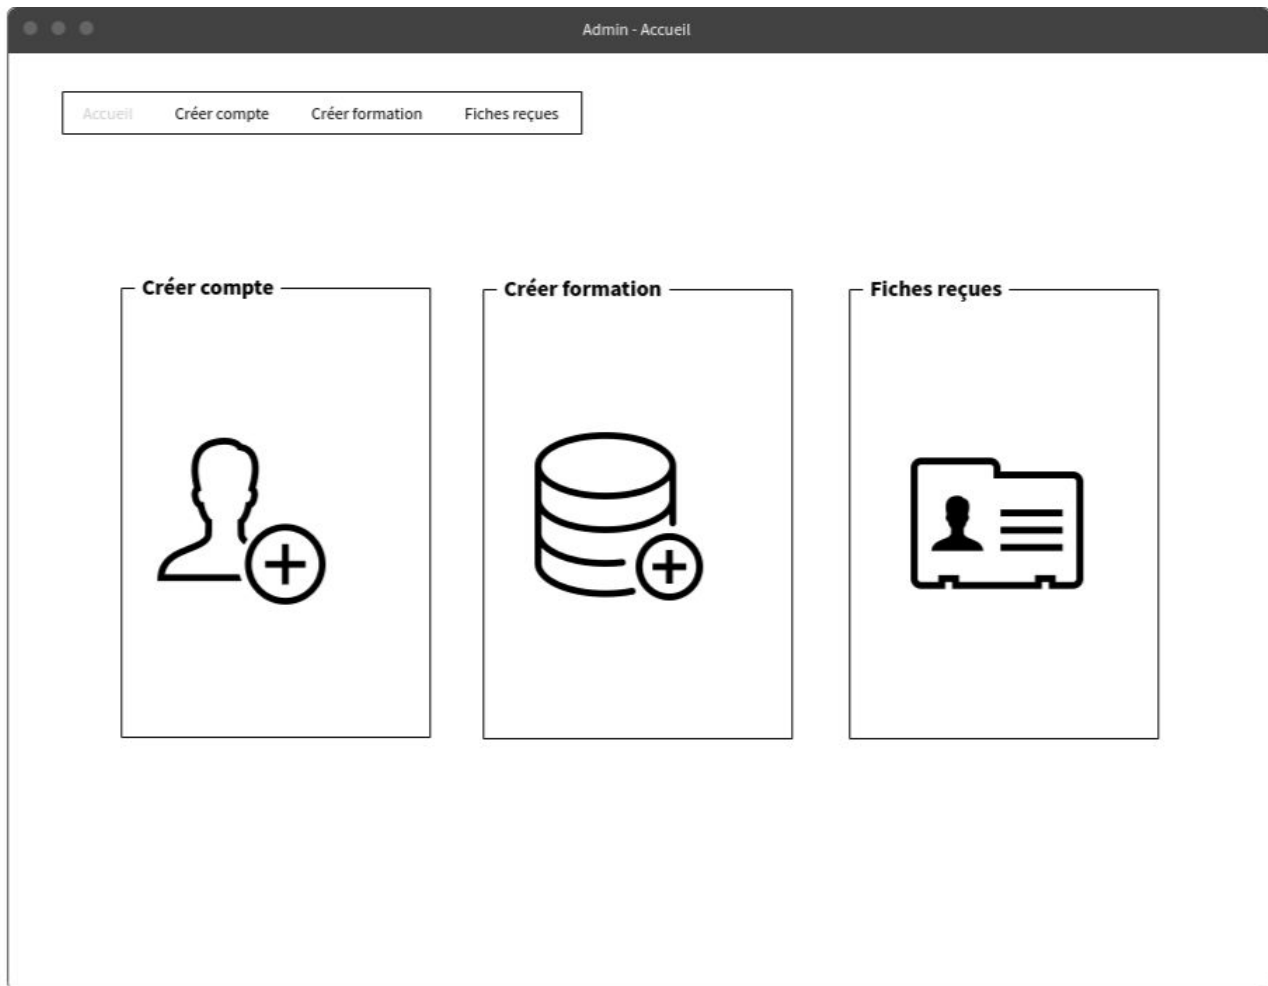 Admin - Accueil
Accueil Créer compte Créer formation Fiches reçues
Créer compte Créer formation Fiches reçues